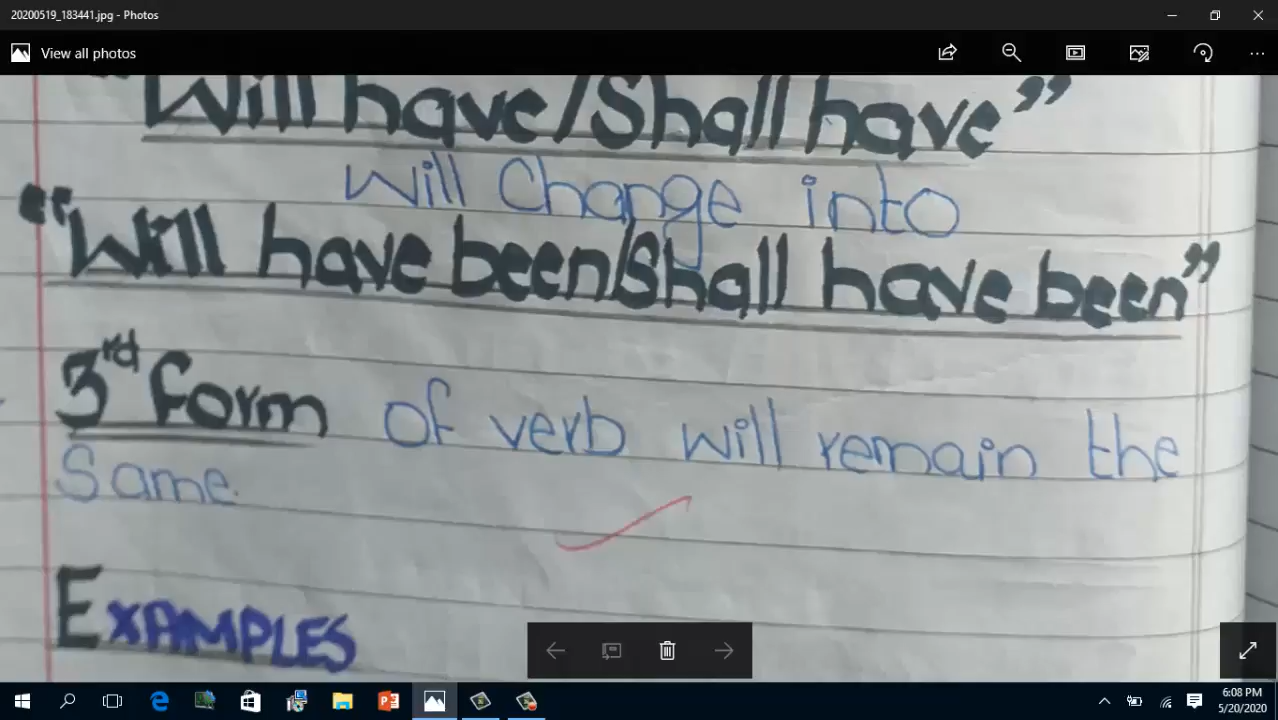 20200519_183441.jpg - Photos
View all photos
"Will have/Shall have"
will Change into
"Will have been/Shall have been"
3rd form of verb will remain the
Same.
EXAMPLES
6:08 PM
5/20/2020